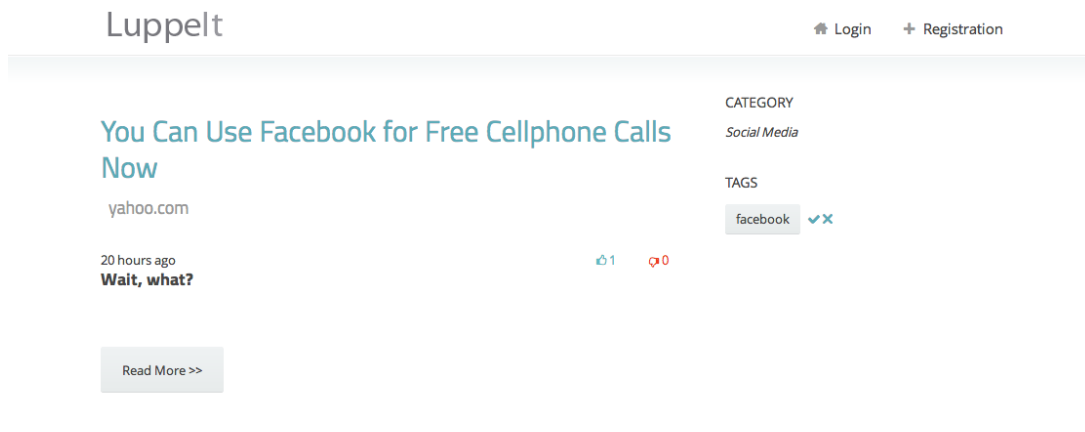 LuppeIt
Login
Registration
You Can Use Facebook for Free Cellphone Calls
Now
yahoo.com
20 hours ago
1
0
Wait, what?
Read More >>
CATEGORY
Social Media
TAGS
facebook